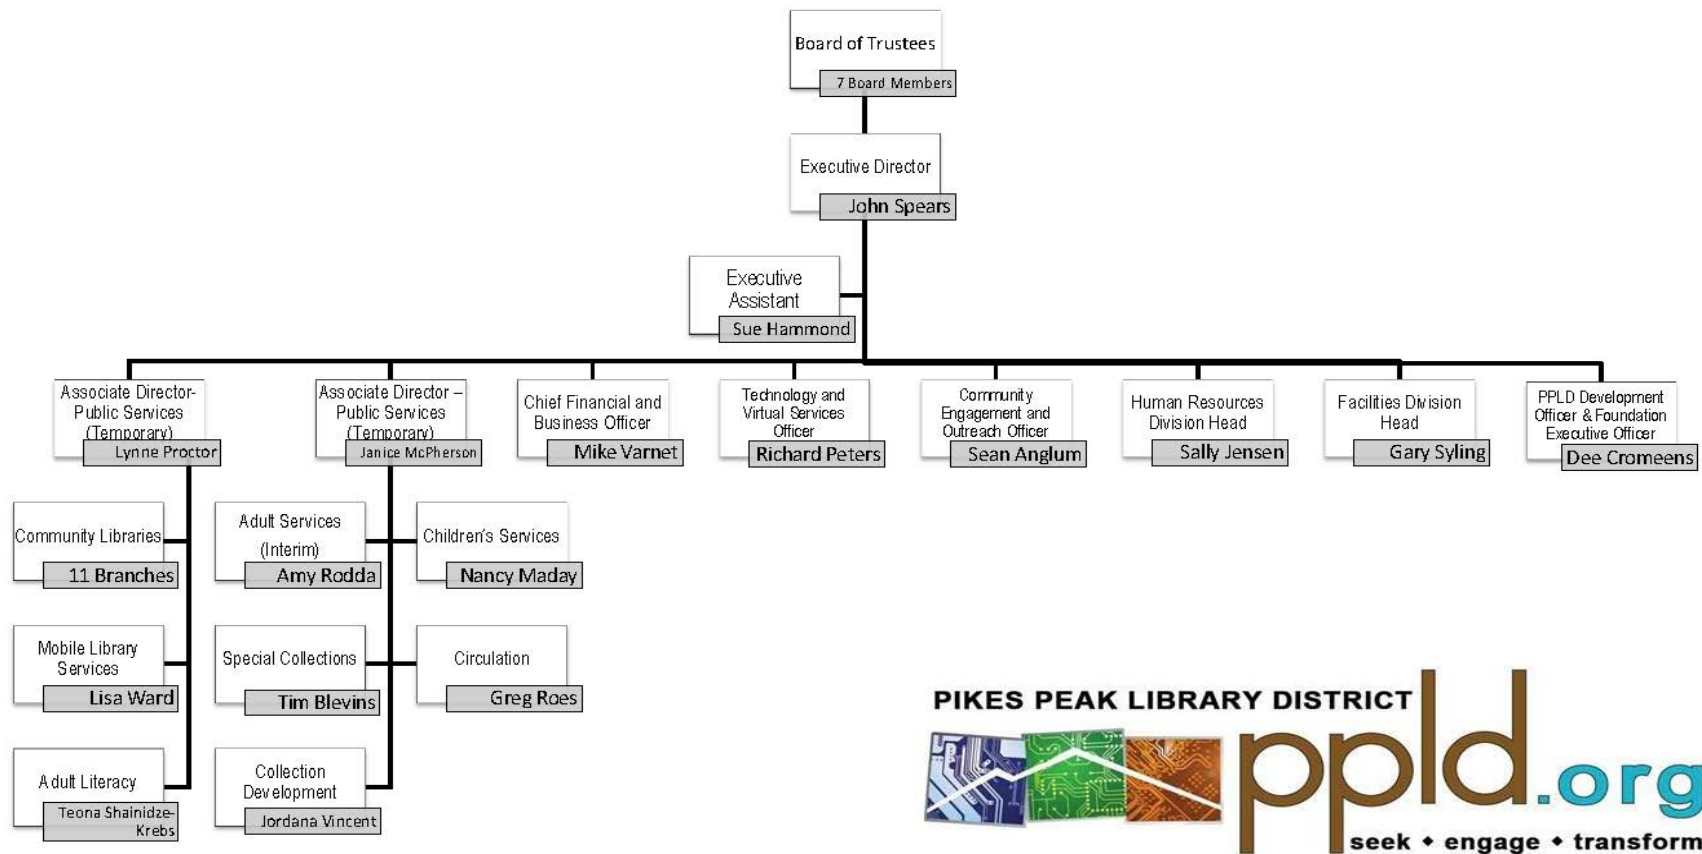 Board of Trustees
7 Board Members
Executive Director
John Spears
Executive
Assistant
Sue Hammond
Associate Director-
Public Services
(Temporary)
Lynne Proctor
Associate Director –
Public Services
(Temporary)
Janice McPherson
Chief Financial and
Business Officer
Mike Varnet
Technology and
Virtual Services
Officer
Richard Peters
Community
Engagement and
Outreach Officer
Sean Anglum
Human Resources
Division Head
Sally Jensen
Facilities Division
Head
Gary Syling
PPLD Development
Officer & Foundation
Executive Officer
Dee Cromeens
Community Libraries
11 Branches
Adult Services
(Interim)
Amy Rodda
Children's Services
Nancy Maday
Mobile Library
Services
Lisa Ward
Special Collections
Tim Blevins
Circulation
Greg Roes
Adult Literacy
Teona Shainidze-
Krebs
Collection
Development
Jordana Vincent
PIKES PEAK LIBRARY DISTRICT
ppld.org
seek ♦ engage ♦ transform